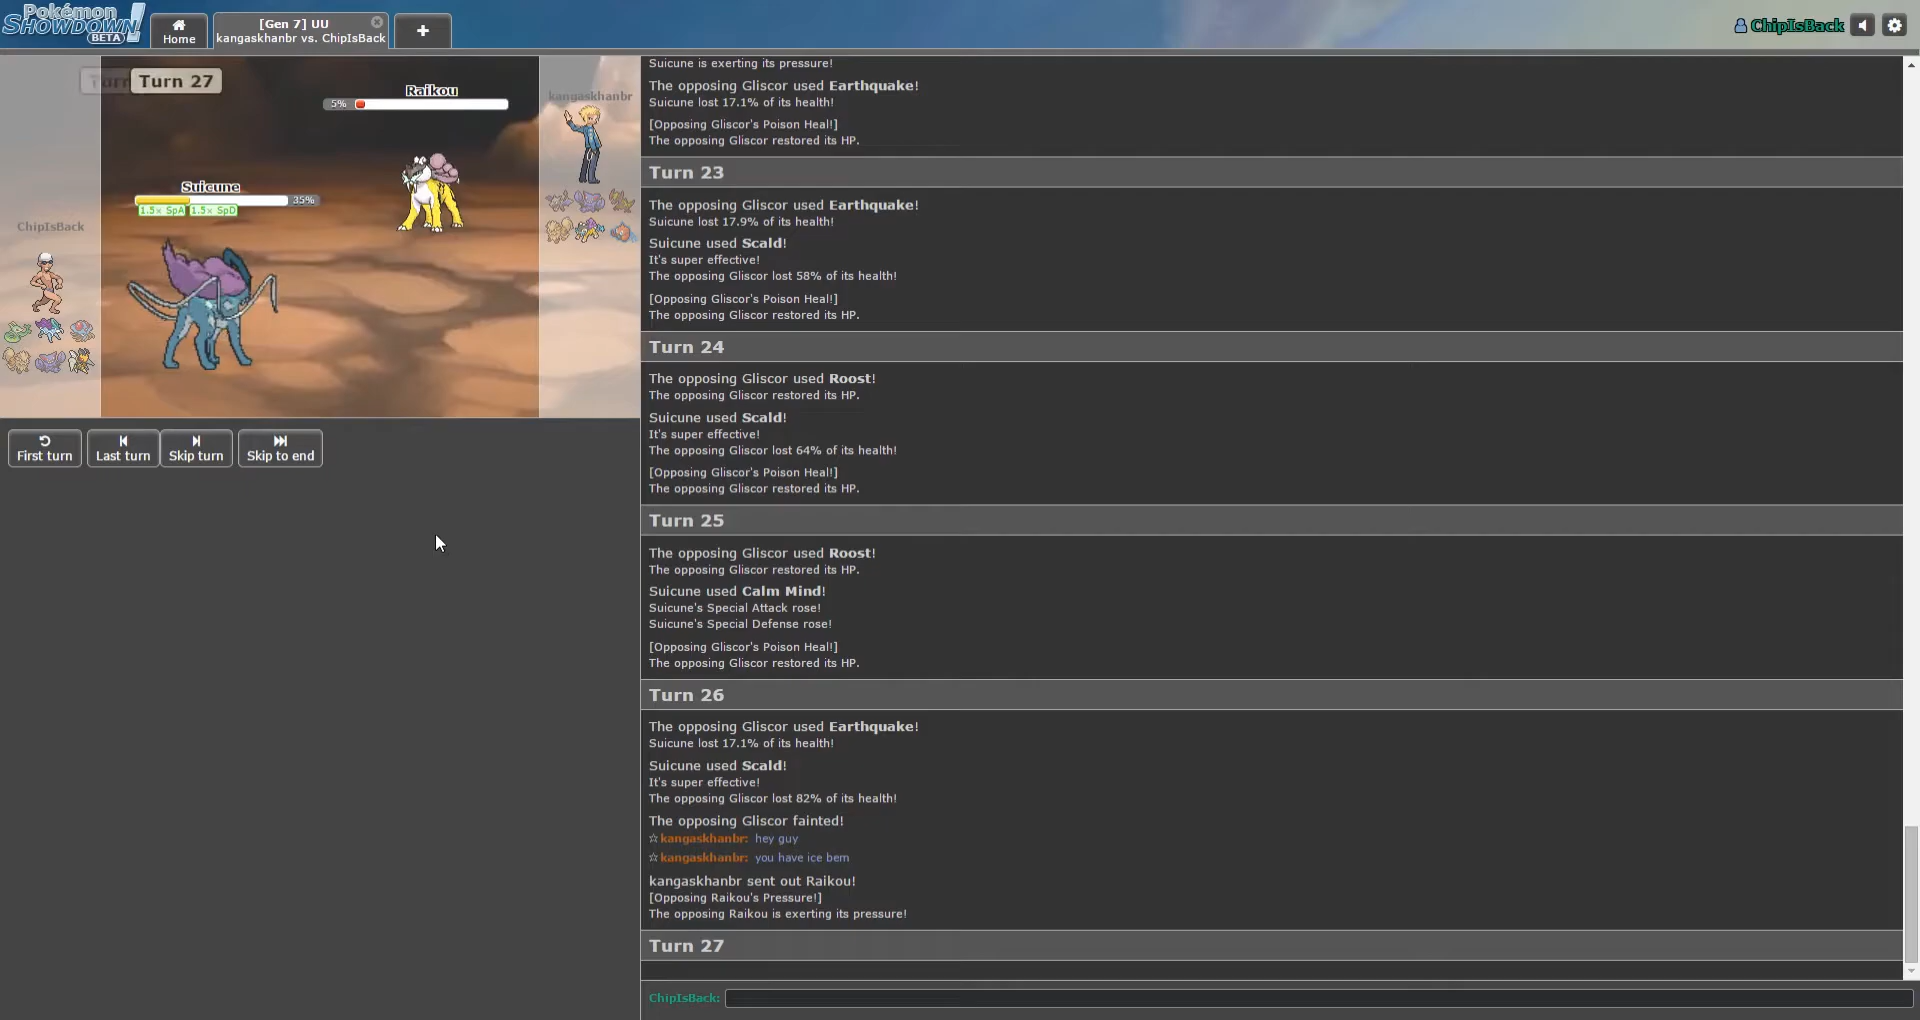 Pokémon
SHOWDOWN!
BETA
Home
[Gen 7] UU
kangaskhanbr vs. ChipIsBack
+
ChipIsBack
Turn 27
Raikou
5%
kangaskhanbr
Suicune
35%
1.5× SpA 1.5× SpD
ChipIsBack
First turn
Last turn
Skip turn
Skip to end
Suicune is exerting its pressure!
The opposing Gliscor used Earthquake!
Suicune lost 17.1% of its health!
[Opposing Gliscor's Poison Heal!]
The opposing Gliscor restored its HP.
Turn 23
The opposing Gliscor used Earthquake!
Suicune lost 17.9% of its health!
Suicune used Scald!
It's super effective!
The opposing Gliscor lost 58% of its health!
[Opposing Gliscor's Poison Heal!]
The opposing Gliscor restored its HP.
Turn 24
The opposing Gliscor used Roost!
The opposing Gliscor restored its HP.
Suicune used Scald!
It's super effective!
The opposing Gliscor lost 64% of its health!
[Opposing Gliscor's Poison Heal!]
The opposing Gliscor restored its HP.
Turn 25
The opposing Gliscor used Roost!
The opposing Gliscor restored its HP.
Suicune used Calm Mind!
Suicune's Special Attack rose!
Suicune's Special Defense rose!
[Opposing Gliscor's Poison Heal!]
The opposing Gliscor restored its HP.
Turn 26
The opposing Gliscor used Earthquake!
Suicune lost 17.1% of its health!
Suicune used Scald!
It's super effective!
The opposing Gliscor lost 82% of its health!
The opposing Gliscor fainted!
☆kangaskhanbr: hey guy
☆kangaskhanbr: you have ice bem
kangaskhanbr sent out Raikou!
[Opposing Raikou's Pressure!]
The opposing Raikou is exerting its pressure!
Turn 27
ChipIsBack: